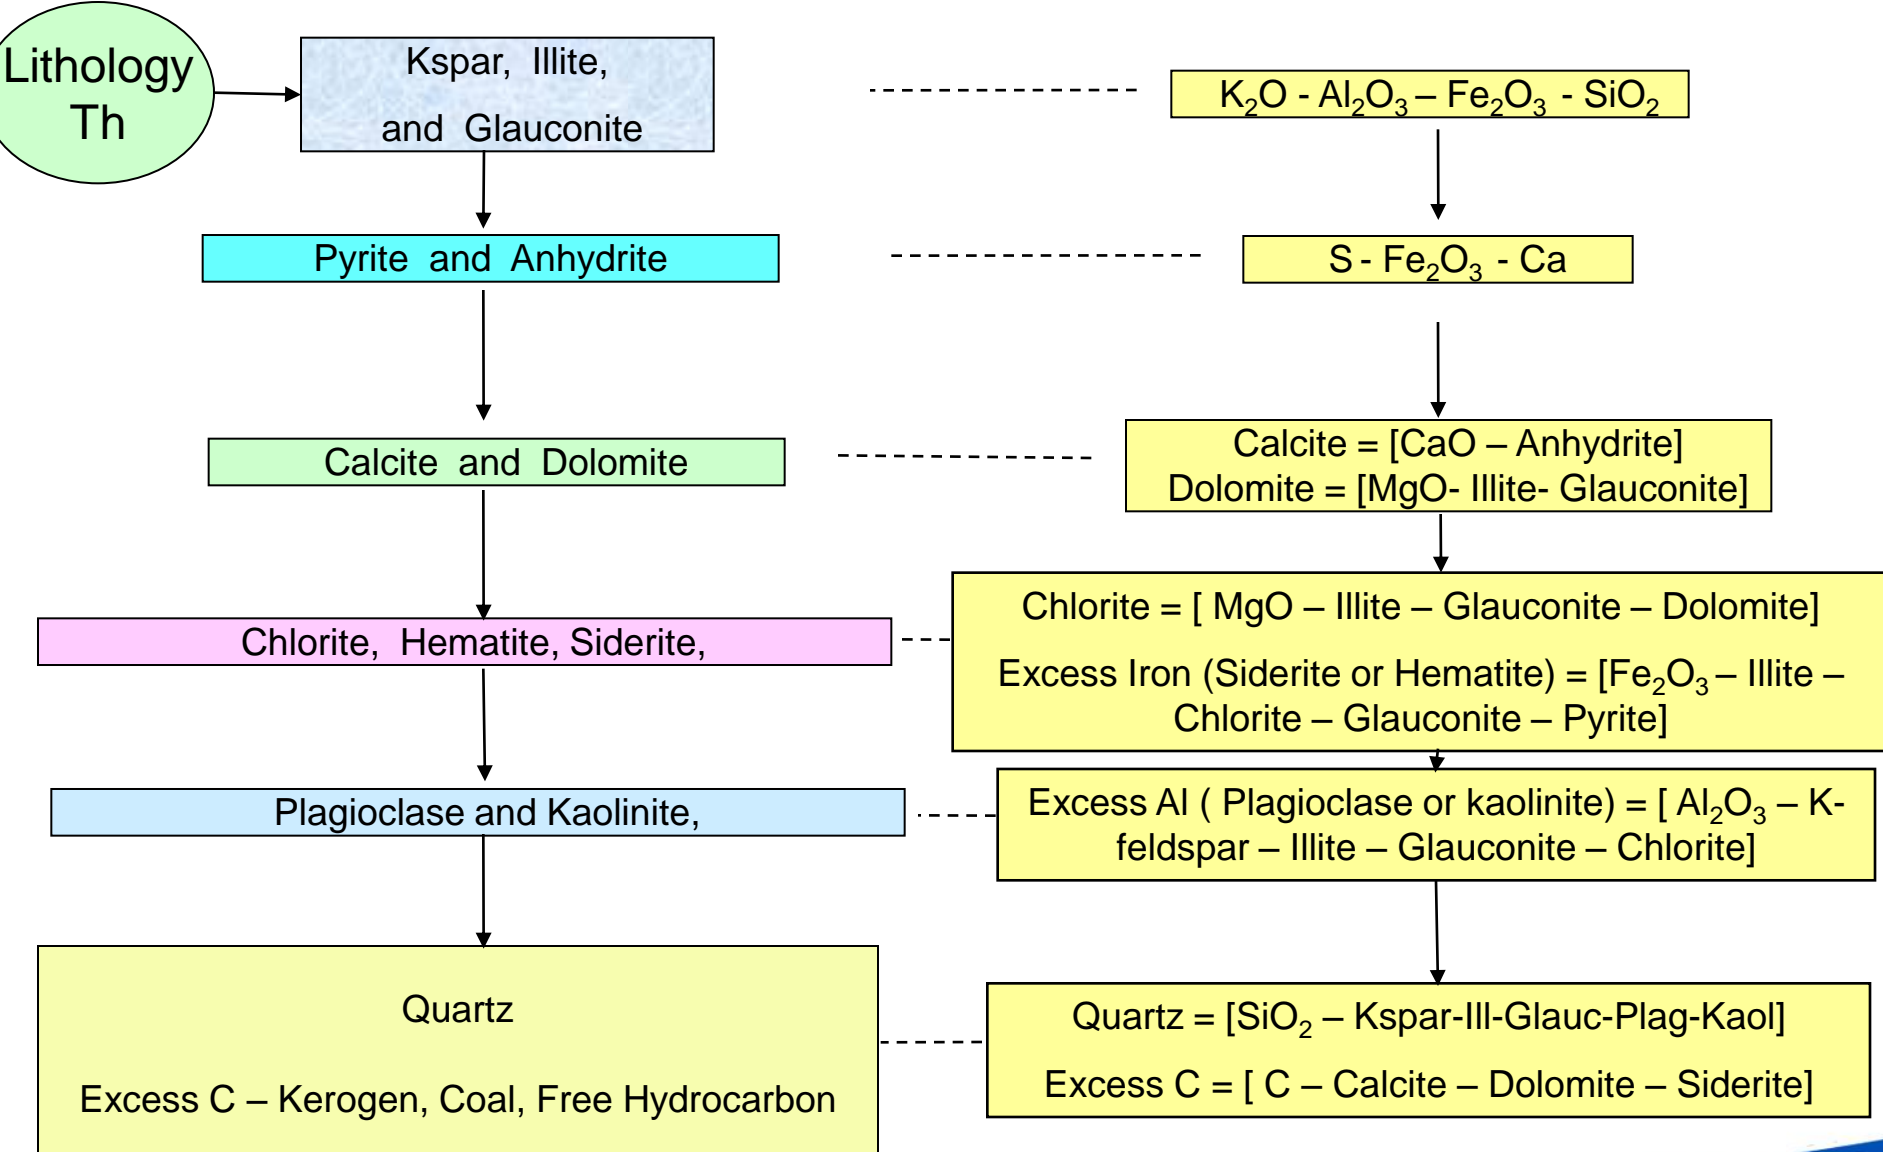 Lithology
Th
Kspar, Illite,
and Glauconite
K₂O - Al₂O₃ – Fe₂O₃ - SiO₂
Pyrite and Anhydrite
S - Fe₂O₃ - Ca
Calcite and Dolomite
Calcite = [CaO – Anhydrite]
Dolomite = [MgO- Illite- Glauconite]
Chlorite, Hematite, Siderite,
Chlorite = [ MgO – Illite – Glauconite – Dolomite]
Excess Iron (Siderite or Hematite) = [Fe₂O₃ – Illite –
Chlorite – Glauconite – Pyrite]
Plagioclase and Kaolinite,
Excess Al ( Plagioclase or kaolinite) = [ Al₂O₃ – K-
feldspar – Illite – Glauconite – Chlorite]
Quartz
Excess C – Kerogen, Coal, Free Hydrocarbon
Quartz = [SiO₂ – Kspar-Ill-Glauc-Plag-Kaol]
Excess C = [ C – Calcite – Dolomite – Siderite]